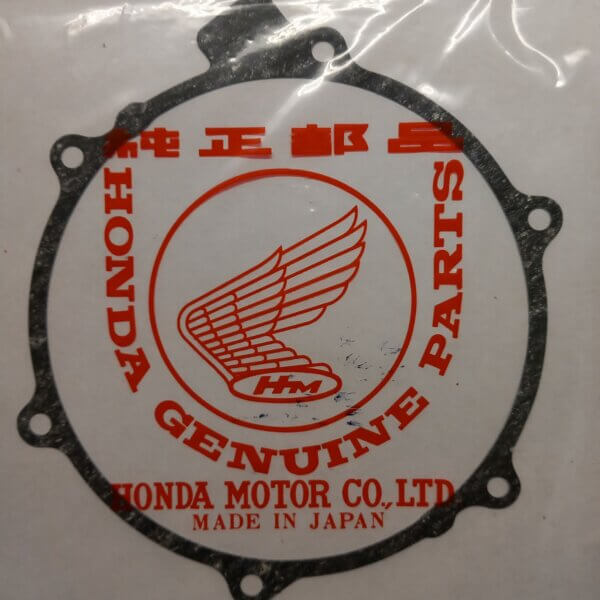 純正部品
HONDA GENUINE PARTS
HM
HONDA MOTOR CO., LTD
MADE IN JAPAN